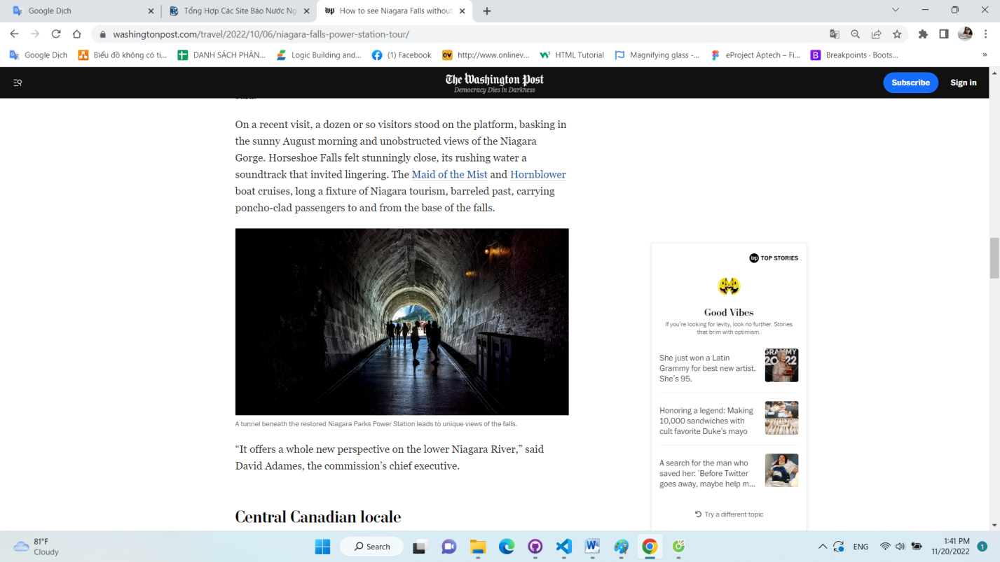 Google Dịch
Tổng Hợp Các Site Báo Nước Ng
How to see Niagara Falls without
washingtonpost.com/travel/2022/10/06/niagara-falls-power-station-tour/
Google Dịch
Biểu đồ không có ti...
DANH SÁCH PHÂN...
Logic Building and...
(1) Facebook
http://www.onlinev...
HTML Tutorial
Magnifying glass -...
eProject Aptech – Fi...
Breakpoints · Boots...
»
The Washington Post
Democracy Dies in Darkness
Subscribe
Sign in
On a recent visit, a dozen or so visitors stood on the platform, basking in
the sunny August morning and unobstructed views of the Niagara
Gorge. Horseshoe Falls felt stunningly close, its rushing water a
soundtrack that invited lingering. The Maid of the Mist and Hornblower
boat cruises, long a fixture of Niagara tourism, barreled past, carrying
poncho-clad passengers to and from the base of the falls.
A tunnel beneath the restored Niagara Parks Power Station leads to unique views of the falls.
“It offers a whole new perspective on the lower Niagara River,” said
David Adames, the commission’s chief executive.
Central Canadian locale
wp TOP STORIES
Good Vibes
If you’re looking for levity, look no further. Stories
that brim with optimism.
She just won a Latin
Grammy for best new artist.
She’s 95.
GRAMMY
2022
Honoring a legend: Making
10,000 sandwiches with
cult favorite Duke’s mayo
A search for the man who
saved her: ‘Before Twitter
goes away, maybe help m...
Try a different topic
81°F
Cloudy
Search
ENG
1:41 PM
11/20/2022
1